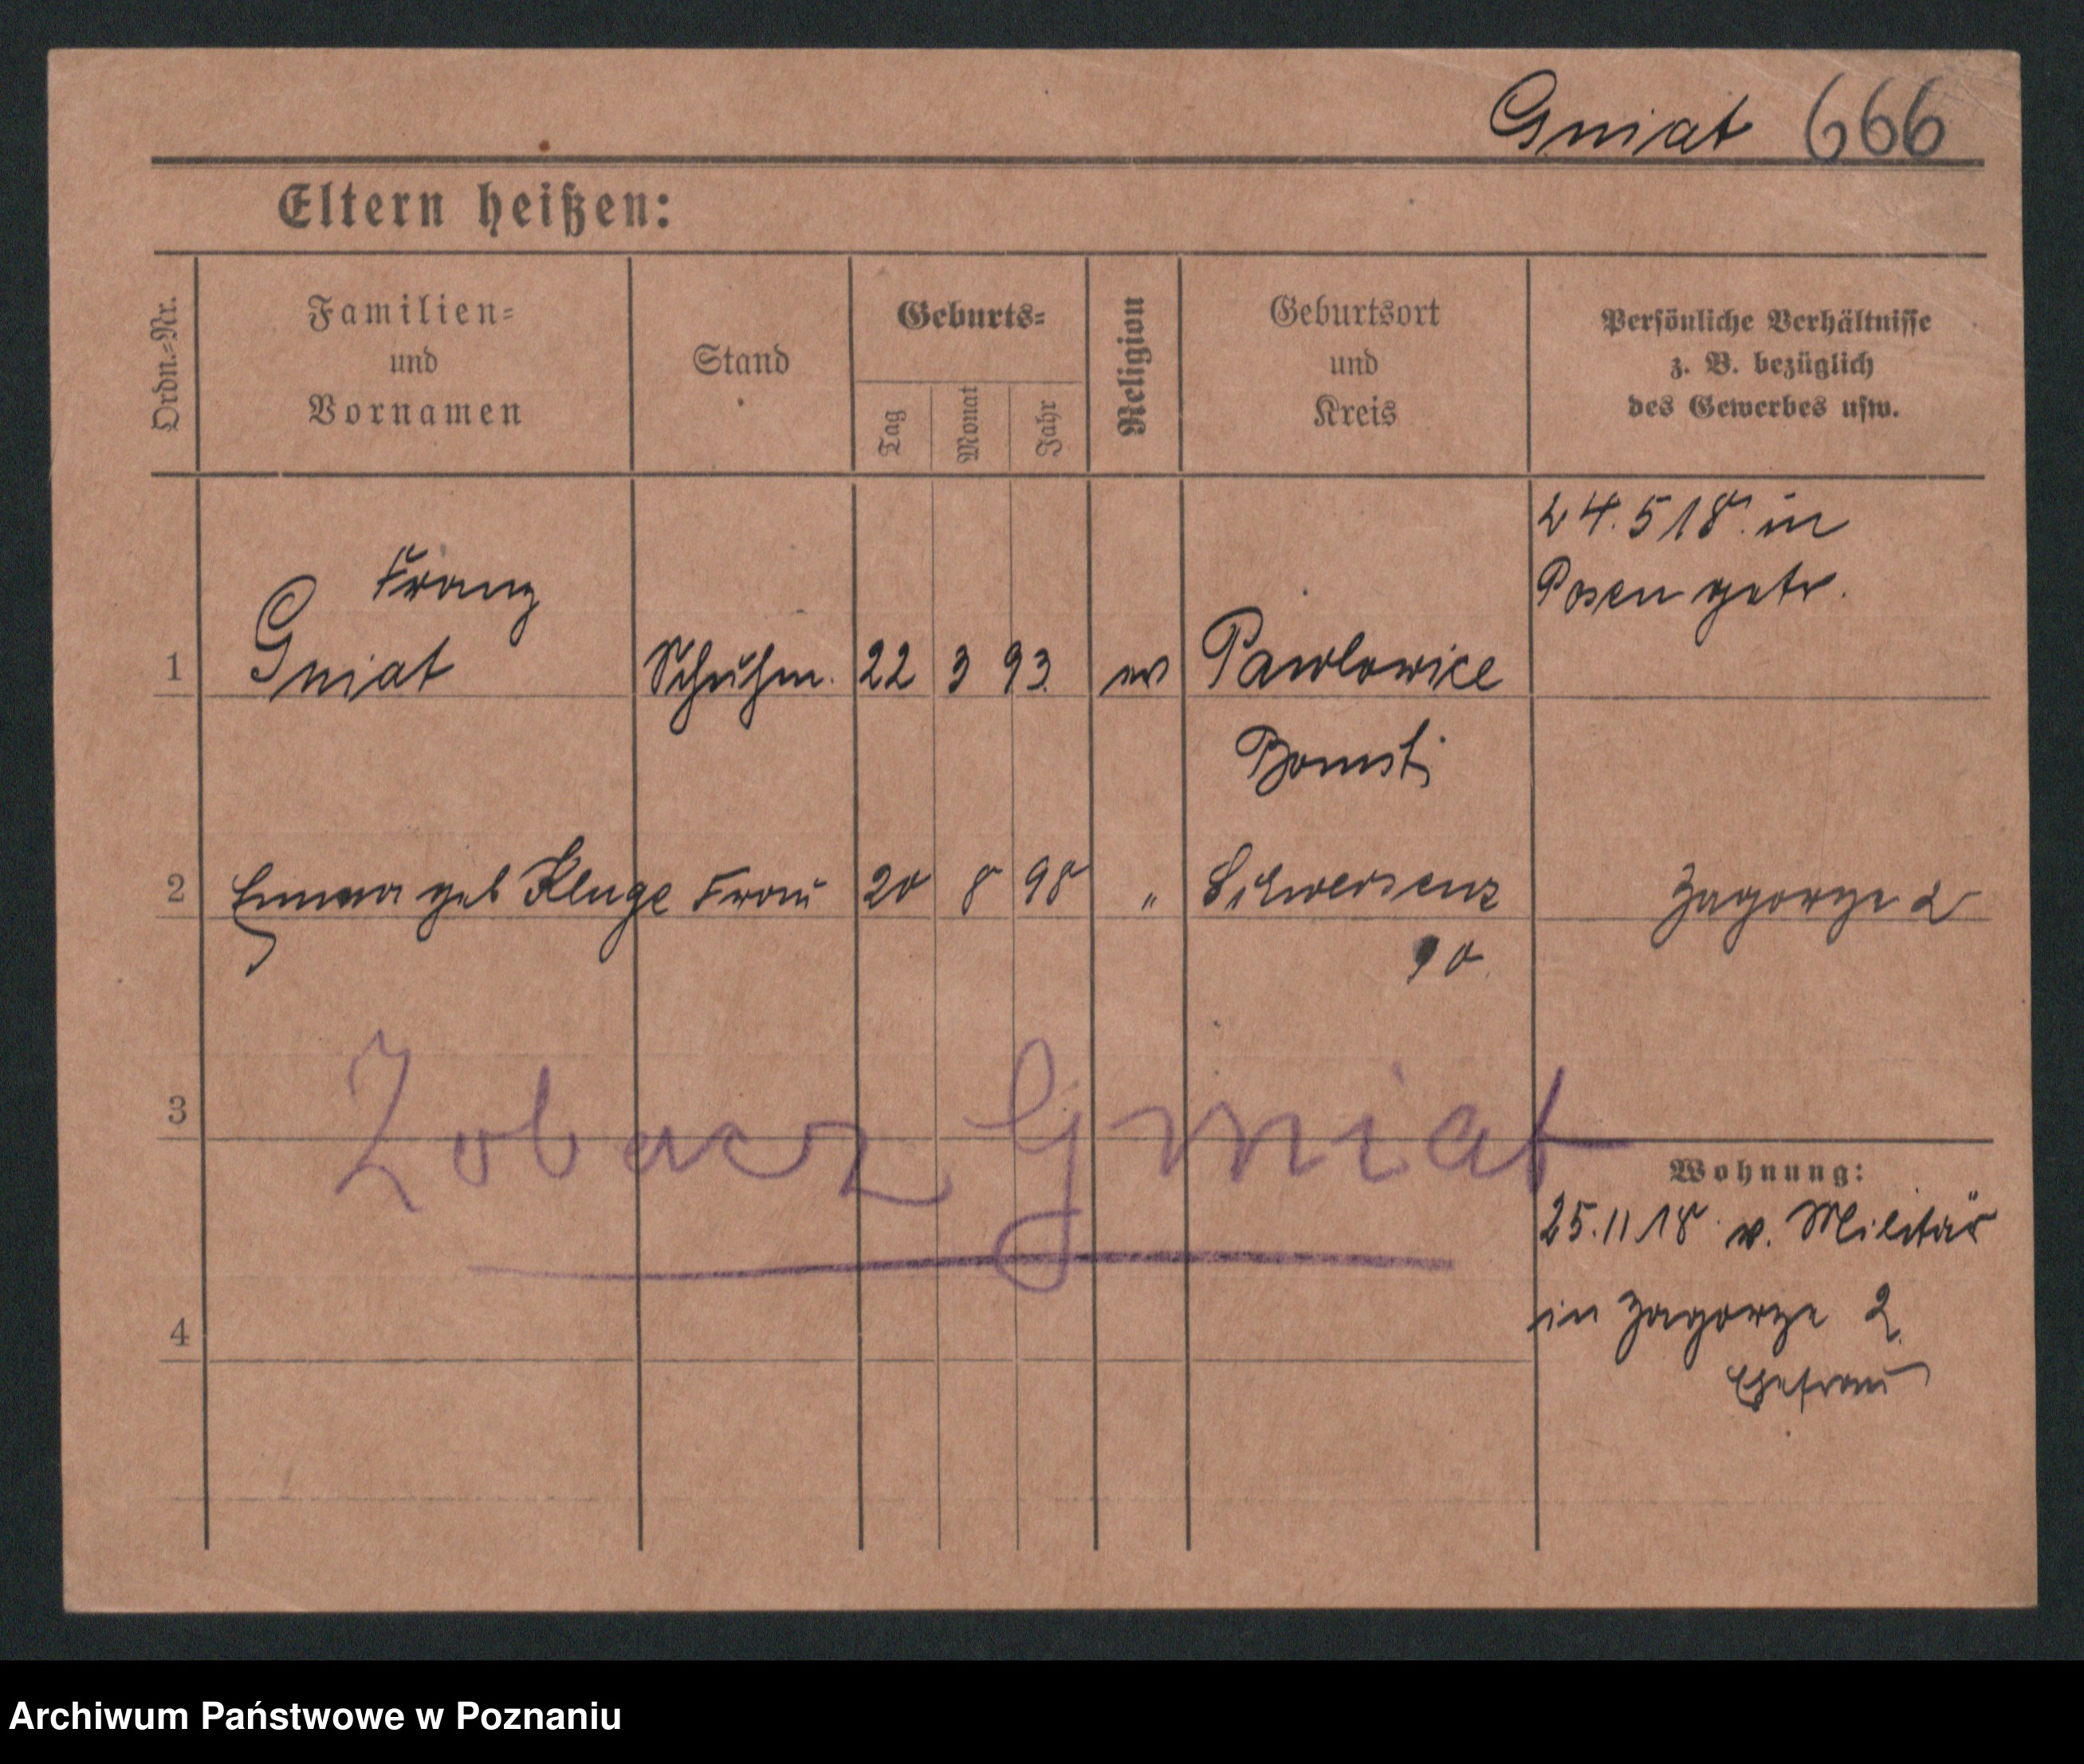 Gniat 666
Eltern heißen:
Ordn.=Nr.
Familien=
und
Vornamen
Stand
Geburts=
Tag
Monat
Jahr
Religion
Geburtsort
und
Kreis
Persönliche Verhältnisse
z. B. bezüglich
des Gewerbes usw.
24.5 18. in
Posen getr.
Franz
1 Gniat Schuhm. 22 3 93 Pawlowice
Bomst
2 Emma geb Kluge Frau 20 8 98 " Schwersenz Zagorze 2
3
Zobacz Gniat
Wohnung:
25.11 18. v. Militär
in Zagorze 2.
4
Ehefrau
Archiwum Państwowe w Poznaniu